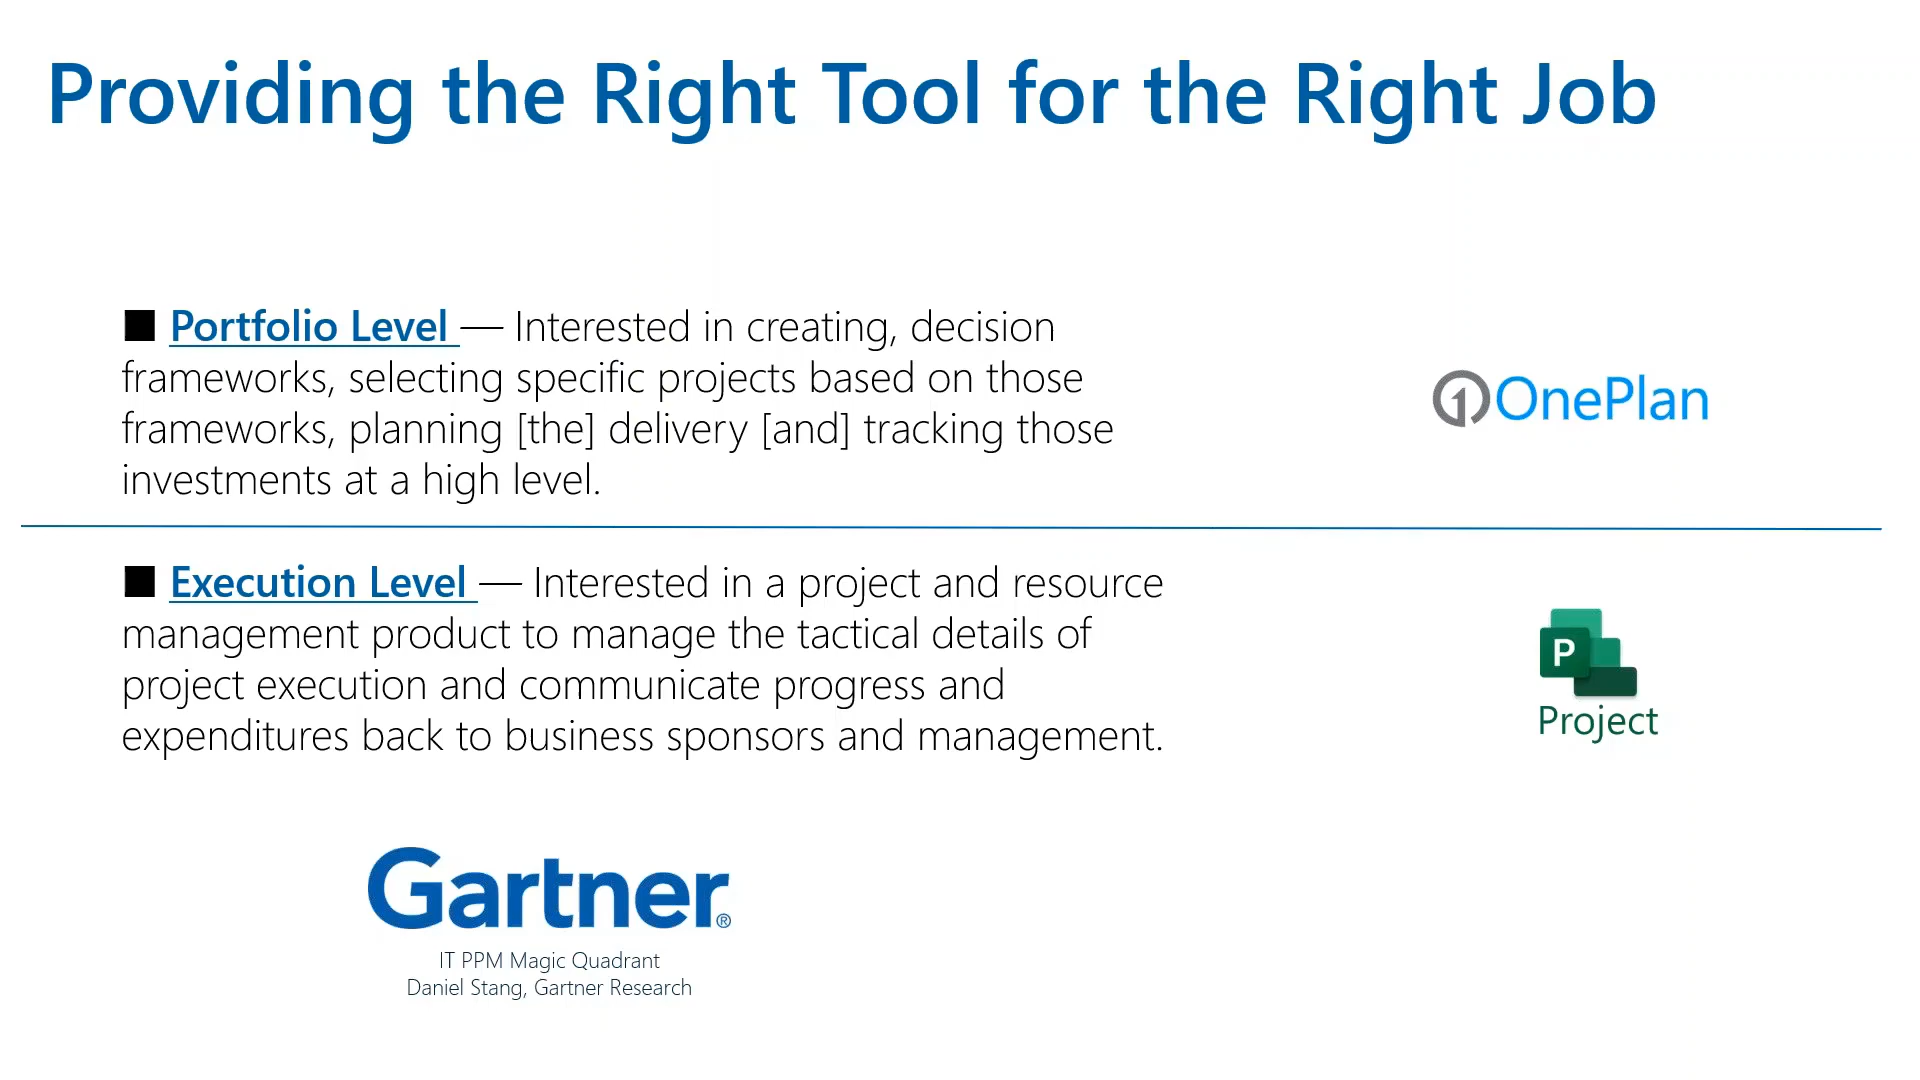 Providing the Right Tool for the Right Job
■ Portfolio Level — Interested in creating, decision
frameworks, selecting specific projects based on those
frameworks, planning [the] delivery [and] tracking those
investments at a high level.
OnePlan
■ Execution Level — Interested in a project and resource
management product to manage the tactical details of
project execution and communicate progress and
expenditures back to business sponsors and management.
P
Project
Gartner®
IT PPM Magic Quadrant
Daniel Stang, Gartner Research